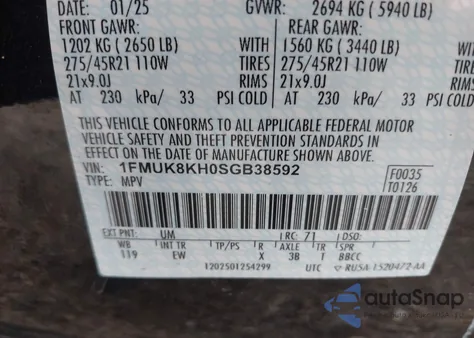 DATE: 01/25 GVWR: 2694 KG (5940 LB)
FRONT GAWR: REAR GAWR:
1202 KG (2650 LB) WITH 1560 KG (3440 LB) WITH
275/45R21 110W TIRES 275/45R21 110W TIRES
21x9.0J RIMS 21x9.0J RIMS
AT 230 kPa/ 33 PSI COLD AT 230 kPa/ 33 PSI COLD
THIS VEHICLE CONFORMS TO ALL APPLICABLE FEDERAL MOTOR
VEHICLE SAFETY AND THEFT PREVENTION STANDARDS IN
EFFECT ON THE DATE OF MANUFACTURE SHOWN ABOVE.
VIN: 1FMUK8KH0SGB38592 F0035
TYPE: MPV T0126
EXT PNT: UM RC: 71 DSO:
WB INT TR TP/PS R AXLE TR SPR
119 EW X 3B T BBCC
1202501254299 UTC RU5A-1520472-AA
autaSnap